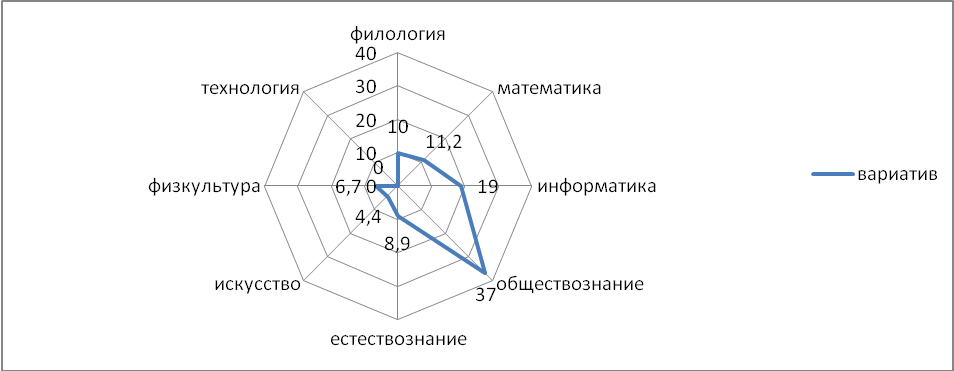 филология
40
технология
30
математика
20
10
11,2
10
0
физкультура
6,7
0
19
информатика
вариатив
4,4
8,9
искусство
37
обществознание
естествознание